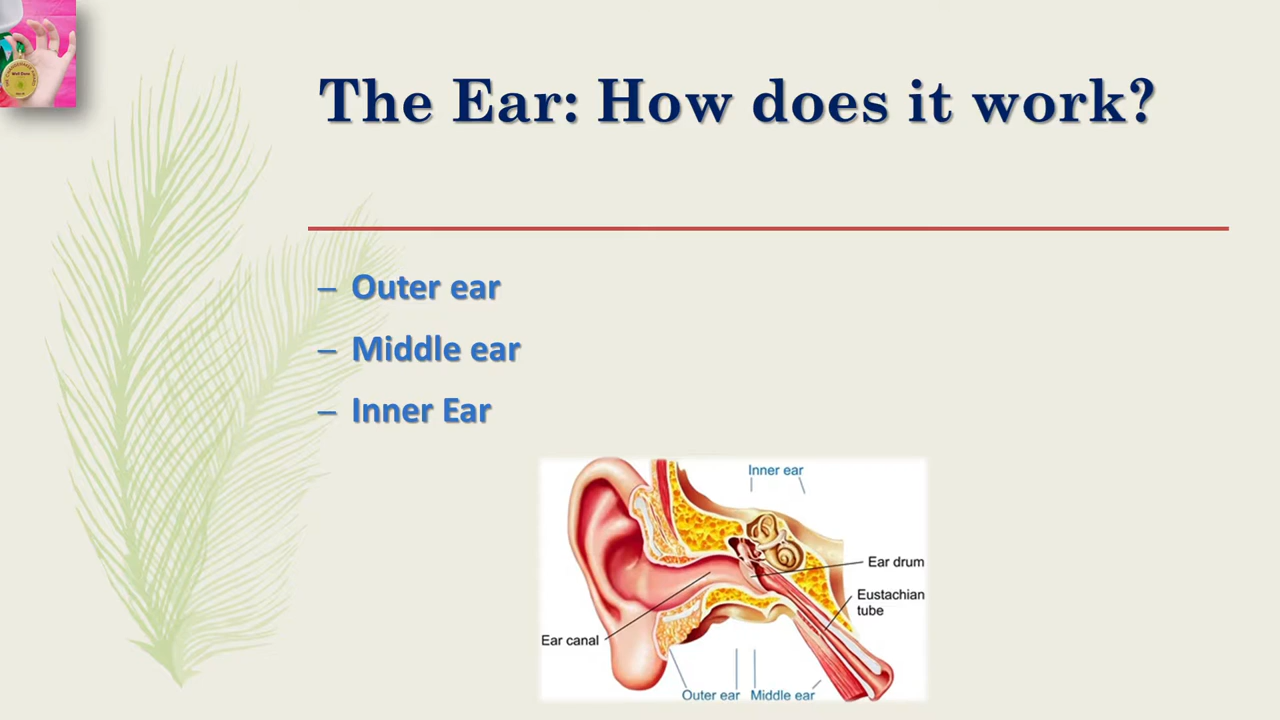 The Ear: How does it work?
– Outer ear
– Middle ear
– Inner Ear
Inner ear
Ear drum
Eustachian
tube
Ear canal
Outer ear
Middle ear